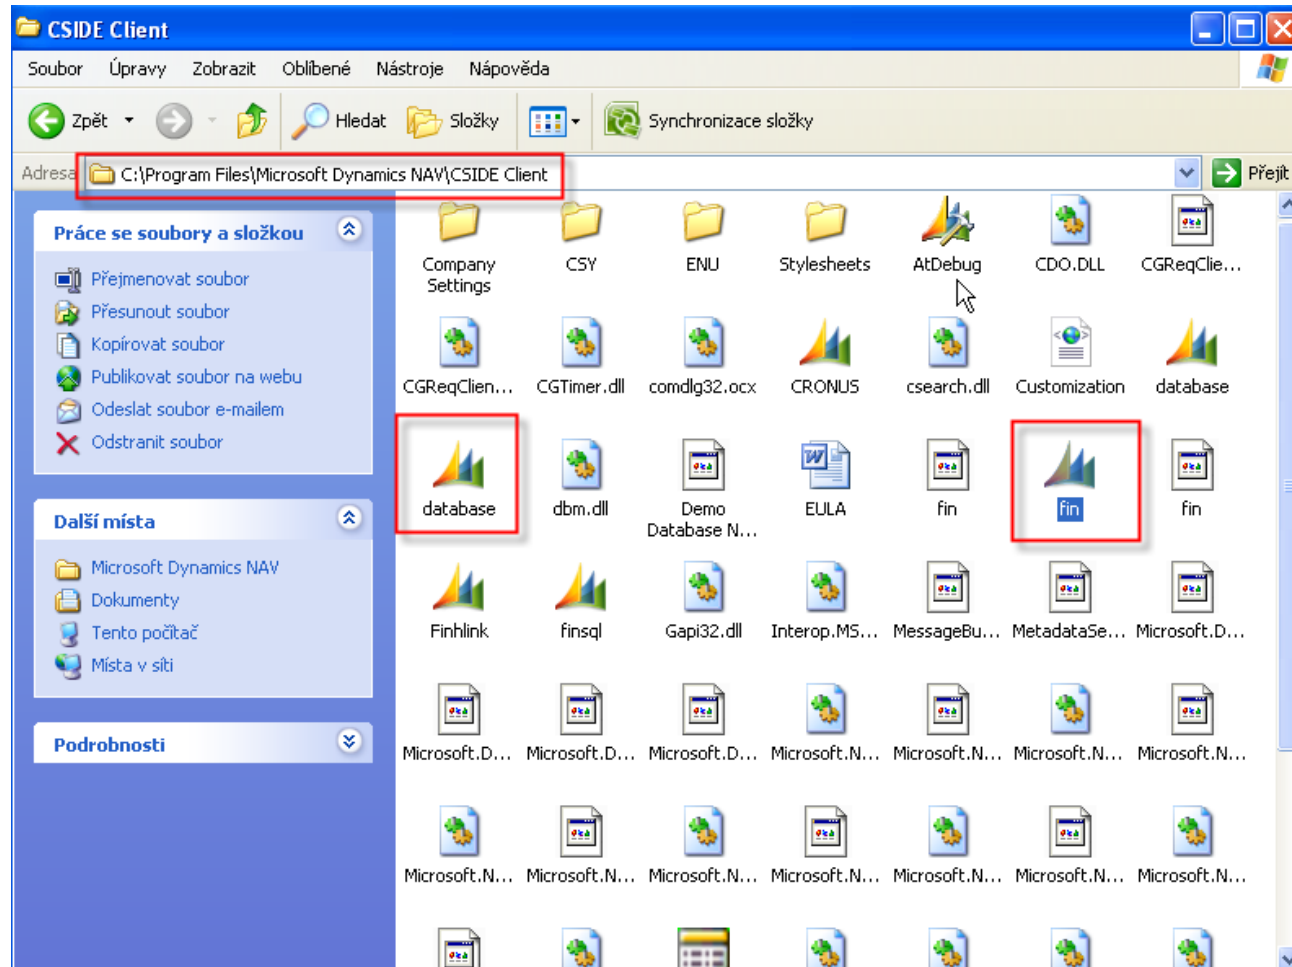 CSIDE Client
Soubor Úpravy Zobrazit Oblíbené Nástroje Nápověda
Zpět Hledat Složky Synchronizace složky
Adresa C:\Program Files\Microsoft Dynamics NAV\CSIDE Client Přejít
Práce se soubory a složkou
Přejmenovat soubor
Přesunout soubor
Kopírovat soubor
Publikovat soubor na webu
Odeslat soubor e-mailem
Odstranit soubor
Další místa
Microsoft Dynamics NAV
Dokumenty
Tento počítač
Místa v síti
Podrobnosti
Company Settings CSY ENU Stylesheets AtDebug CDO.DLL CGReqClie...
CGReqClien... CGTimer.dll comdlg32.ocx CRONUS csearch.dll Customization database
database dbm.dll Demo Database N... EULA fin fin fin
Finhlink finsql Gapi32.dll Interop.MS... MessageBu... MetadataSe... Microsoft.D...
Microsoft.D... Microsoft.D... Microsoft.D... Microsoft.N... Microsoft.N... Microsoft.N... Microsoft.N...
Microsoft.N... Microsoft.N... Microsoft.N... Microsoft.N... Microsoft.N... Microsoft.N... Microsoft.N...